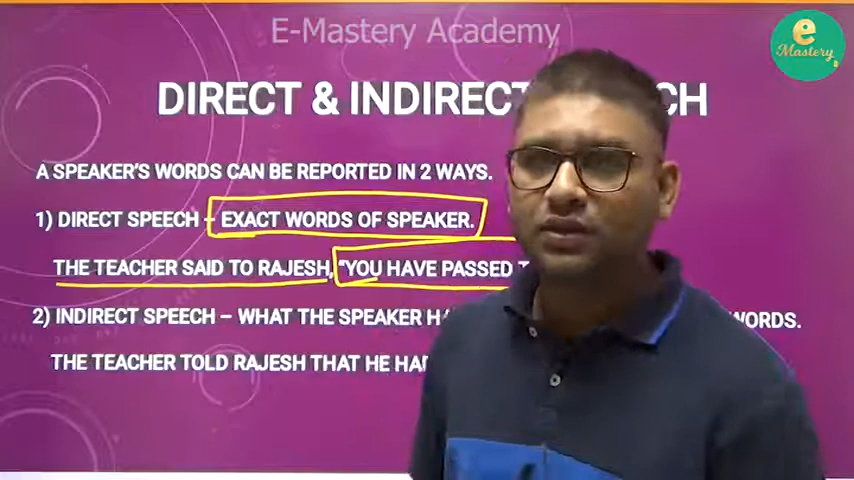 E-Mastery Academy
e
Mastery
DIRECT & INDIRECT CH
A SPEAKER'S WORDS CAN BE REPORTED IN 2 WAYS.
1) DIRECT SPEECH – EXACT WORDS OF SPEAKER.
THE TEACHER SAID TO RAJESH, “YOU HAVE PASSED
2) INDIRECT SPEECH – WHAT THE SPEAKER WORDS.
THE TEACHER TOLD RAJESH THAT HE HAD